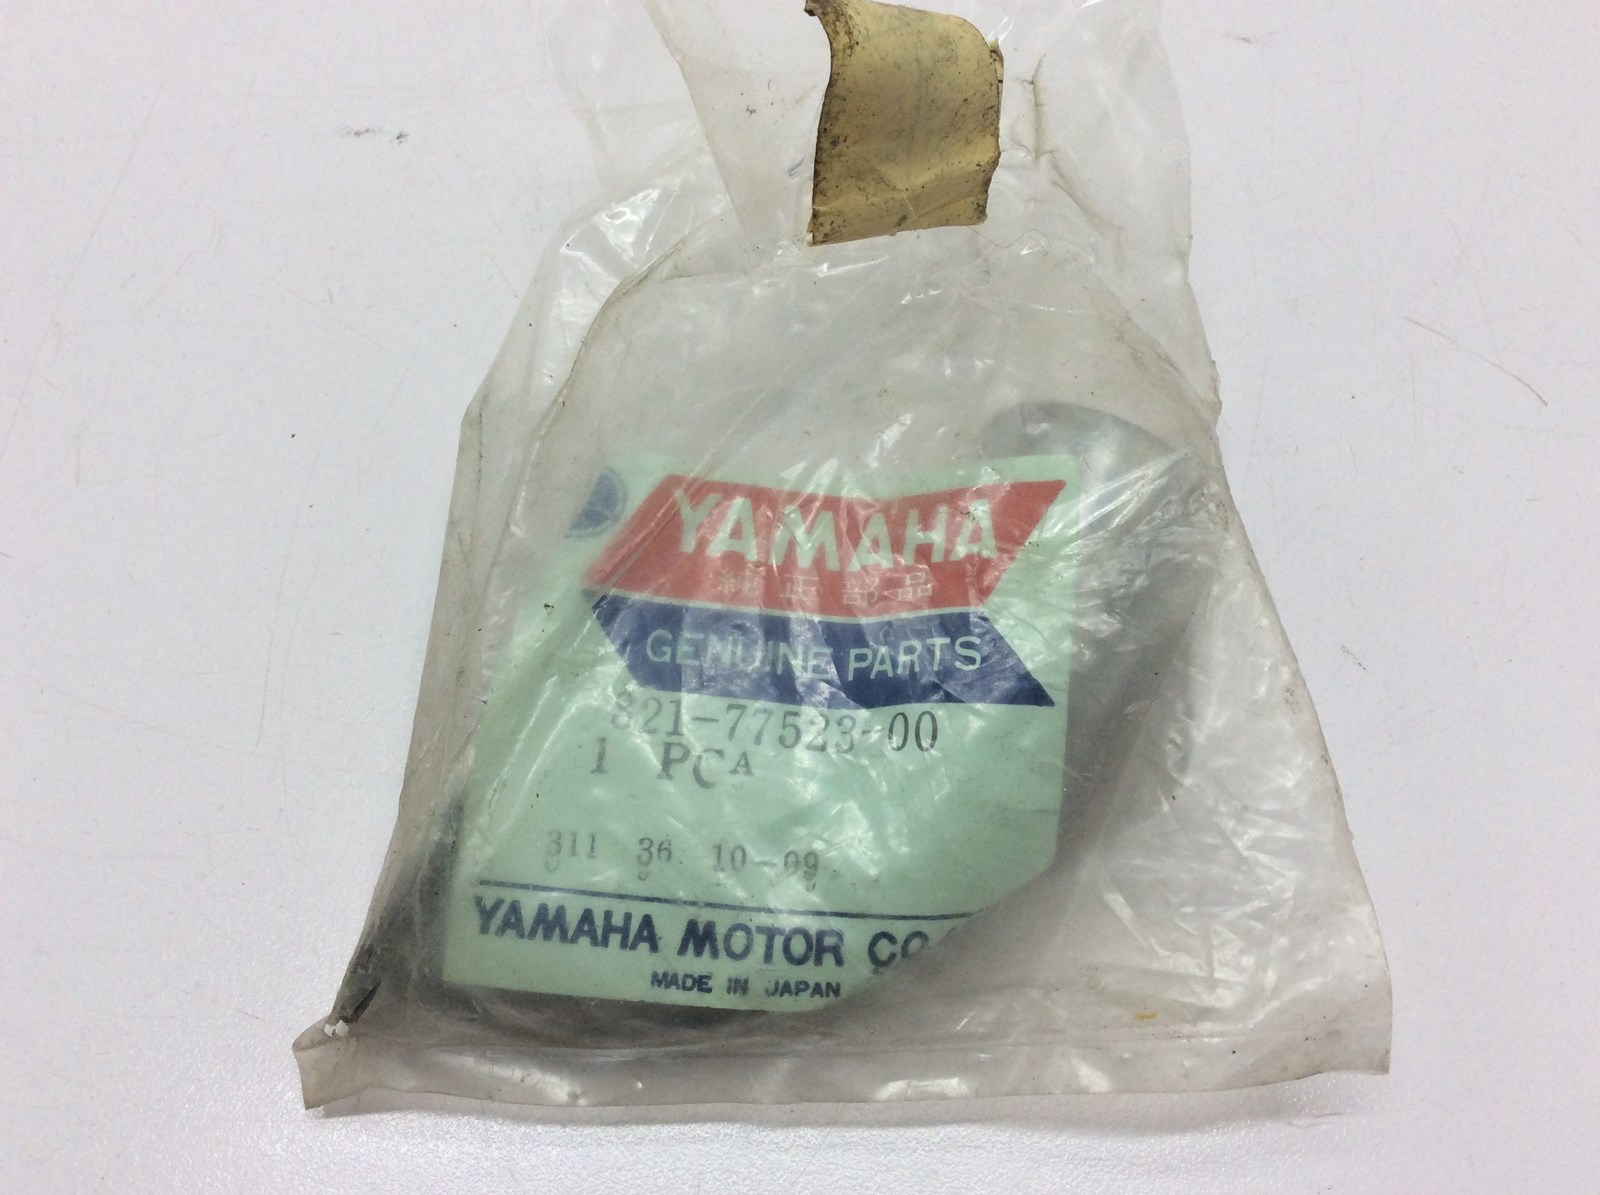 YAMAHA
純正部品
GENUINE PARTS
821-77523-00
1 PCA
311 36 10-09
YAMAHA MOTOR CO
MADE IN JAPAN